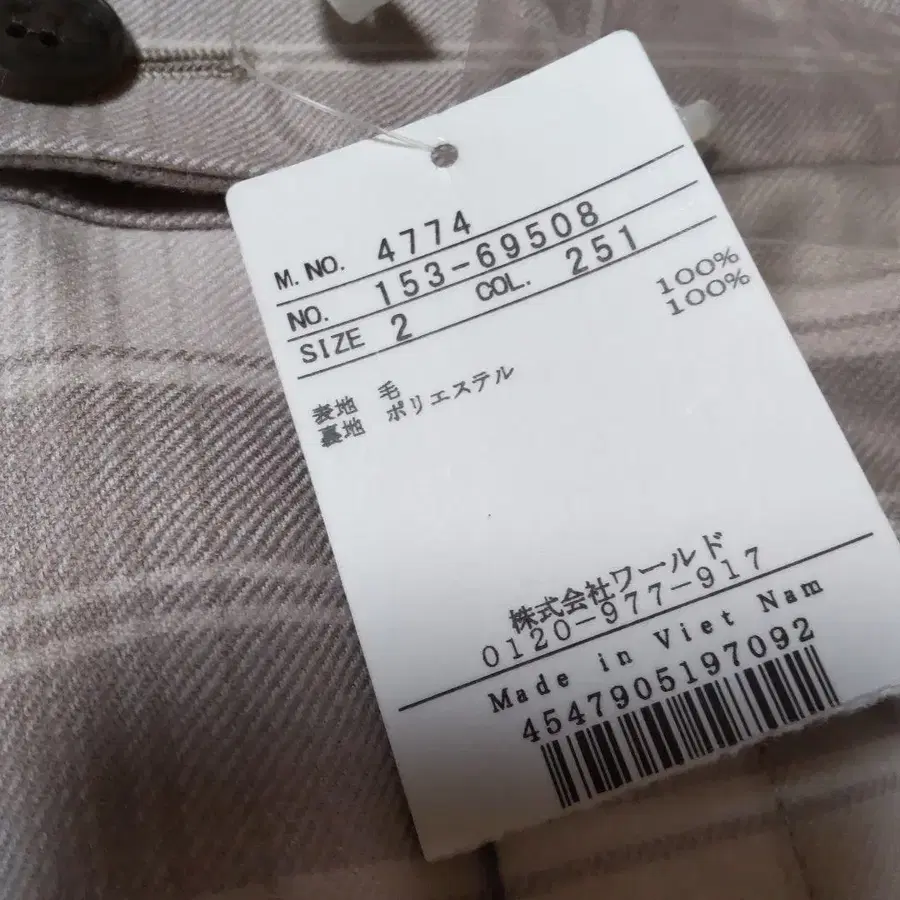 M. NO. 4774
NO. 153-69508
SIZE 2 COL. 251
表地 毛 100%
裏地 ポリエステル 100%
株式会社ワールド
0120-977-917
Made in Viet Nam
4547905197092